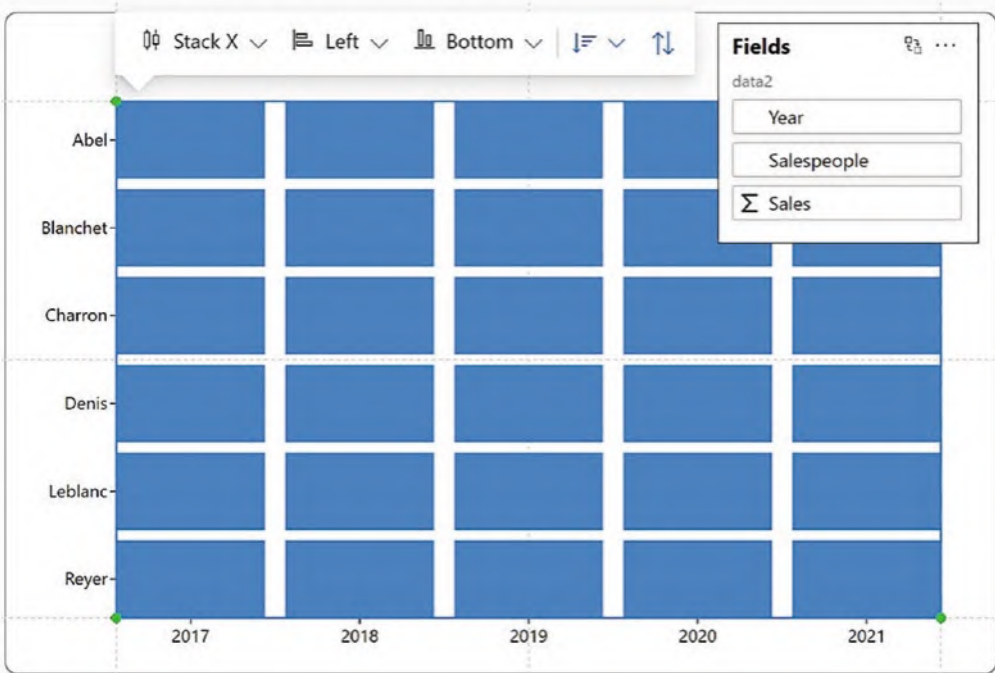 Stack X Left Bottom
Fields
data2
Year
Salespeople
Σ Sales
Abel
Blanchet
Charron
Denis
Leblanc
Reyer
2017 2018 2019 2020 2021